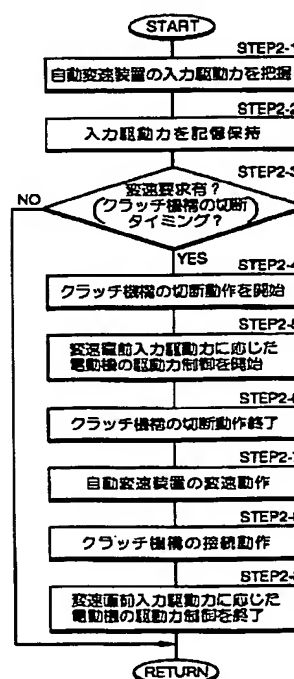 START
STEP2-1
自動変速装置の入力駆動力を把握
STEP2-2
入力駆動力を記憶保持
STEP2-3
変速要求有?
(クラッチ機構の切断
タイミング?)
NO
YES
STEP2-4
クラッチ機構の切断動作を開始
STEP2-5
変速直前入力駆動力に応じた
電動機の駆動力制御を開始
STEP2-6
クラッチ機構の切断動作終了
STEP2-7
自動変速装置の変速動作
クラッチ機構の接続動作
変速直前入力駆動力に応じた
電動機の駆動力制御を終了
RETURN